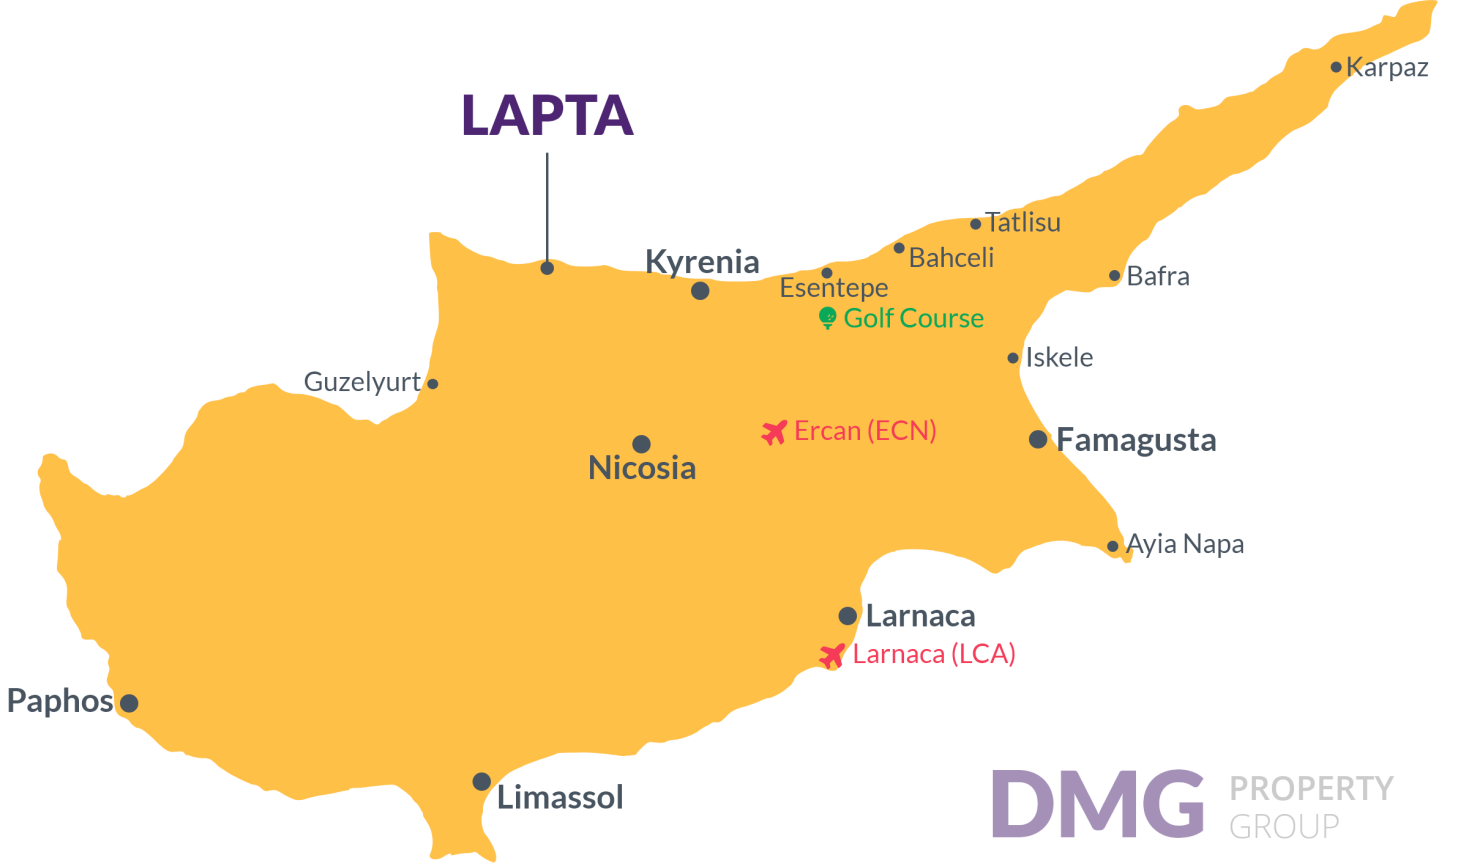 Karpaz
LAPTA
Tatlisu
Kyrenia
Bahceli
Esentepe
Bafra
Golf Course
Iskele
Guzelyurt
Ercan (ECN)
Famagusta
Nicosia
Ayia Napa
Larnaca
Larnaca (LCA)
Paphos
Limassol
DMG PROPERTY
GROUP